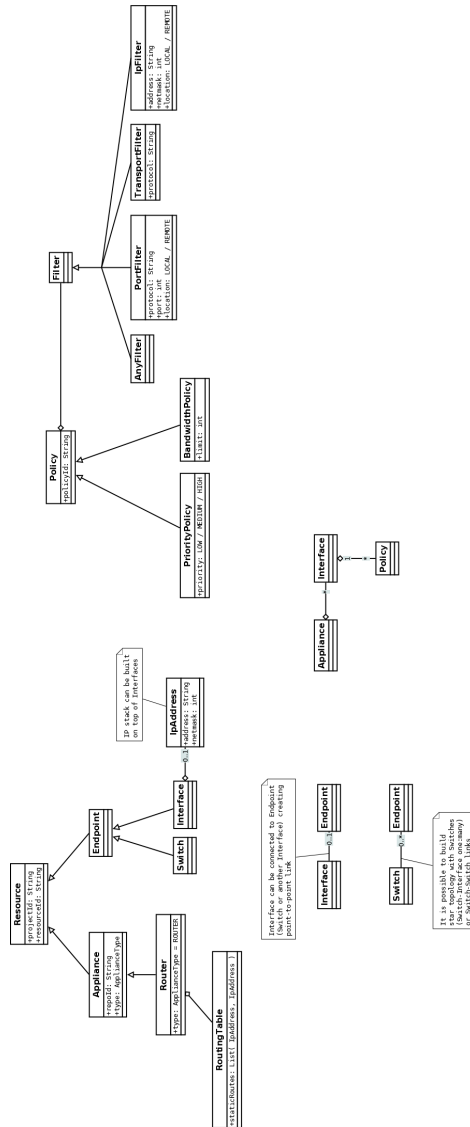 Resource
+projectId: String
+resourceId: String
Appliance
+repoId: String
+type: ApplianceType
Endpoint
Router
+type: ApplianceType = ROUTER
Switch
Interface
0..1
IpAddress
+address: String
+netmask: int
IP stack can be built
on top of Interfaces
RoutingTable
+staticRoutes: List( IpAddress, IpAddress )
Policy
+policyId: String
Filter
PriorityPolicy
+priority: LOW / MEDIUM / HIGH
BandwidthPolicy
+limit: int
AnyFilter
PortFilter
+protocol: String
+port: int
+location: LOCAL / REMOTE
TransportFilter
+protocol: String
IpFilter
+address: String
+netmask: int
+location: LOCAL / REMOTE
Interface can be connected to Endpoint
(Switch or another Interface) creating
point-to-point link
Interface
0..1
Endpoint
Switch
0..*
Endpoint
It is possible to build
star topology with Switches
(Switch-Interface one:many)
or Switch-Switch links
Appliance
*
Interface
1
*
Policy